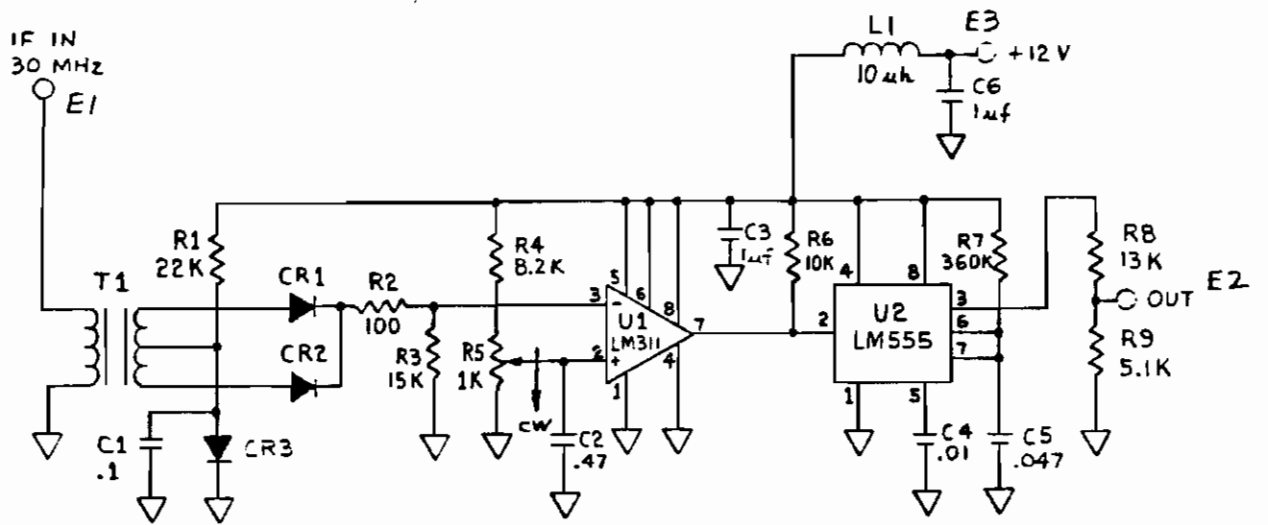 IF IN
30 MHz
E1
L1
10 uh
E3
+12 V
C6
1uf
R1
22K
T1
CR1
R2
100
CR2
R3
15K
R4
8.2K
R5
1K
CW
C2
.47
C1
.1
CR3
3
-
2
+
5
6
8
U1
LM311
7
1
4
C3
1uf
R6
10K
4
8
R7
360K
2
U2
LM555
3
6
7
1
5
C4
.01
C5
.047
R8
13K
OUT
E2
R9
5.1K